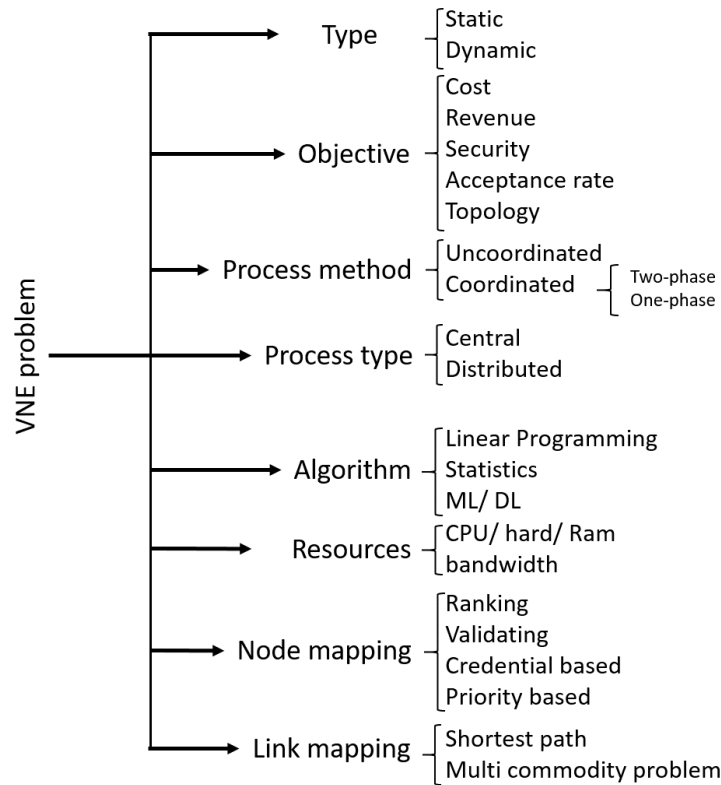 VNE problem
Type
Static
Dynamic
Objective
Cost
Revenue
Security
Acceptance rate
Topology
Process method
Uncoordinated
Coordinated
Two-phase
One-phase
Process type
Central
Distributed
Algorithm
Linear Programming
Statistics
ML/ DL
Resources
CPU/ hard/ Ram
bandwidth
Node mapping
Ranking
Validating
Credential based
Priority based
Link mapping
Shortest path
Multi commodity problem